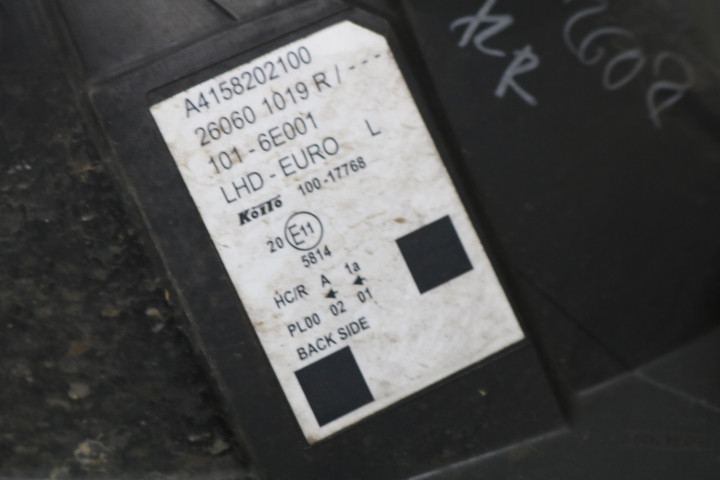 A4158202100
26060 1019 R / ---
101 - 6E001
LHD - EURO L
KOITO 100-17768
20 E11
5814
HC/R A 1a
PL00 02 01
BACK SIDE